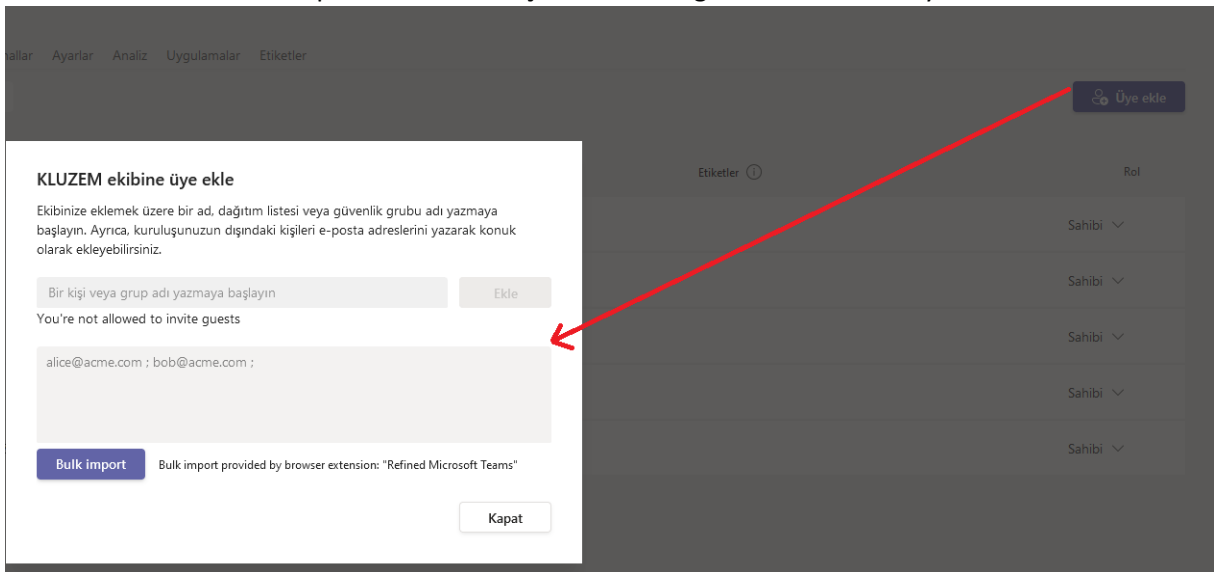 Ayarlar Analiz Uygulamalar Etiketler
Üye ekle
KLUZEM ekibine üye ekle
Etiketler
Rol
Ekibinize eklemek üzere bir ad, dağıtım listesi veya güvenlik grubu adı yazmaya
başlayın. Ayrıca, kuruluşunuzun dışındaki kişileri e-posta adreslerini yazarak konuk
olarak ekleyebilirsiniz.
Sahibi
Bir kişi veya grup adı yazmaya başlayın
Ekle
Sahibi
You're not allowed to invite guests
Sahibi
alice@acme.com ; bob@acme.com ;
Sahibi
Sahibi
Bulk import
Bulk import provided by browser extension: "Refined Microsoft Teams"
Kapat